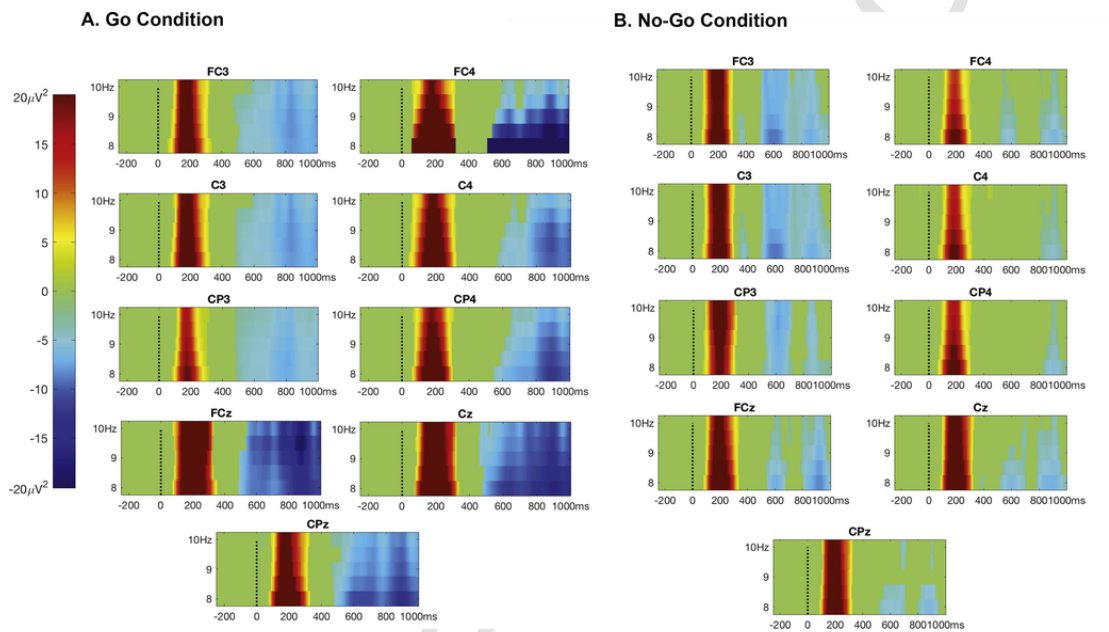 A. Go Condition
B. No-Go Condition
20μV²
15
10
5
0
-5
-10
-15
-20μV²
FC3
10Hz
9
8
-200 0 200 400 600 800 1000ms
FC4
10Hz
9
8
-200 0 200 400 600 800 1000ms
C3
10Hz
9
8
-200 0 200 400 600 800 1000ms
C4
10Hz
9
8
-200 0 200 400 600 800 1000ms
CP3
10Hz
9
8
-200 0 200 400 600 800 1000ms
CP4
10Hz
9
8
-200 0 200 400 600 800 1000ms
FCz
10Hz
9
8
-200 0 200 400 600 800 1000ms
Cz
10Hz
9
8
-200 0 200 400 600 800 1000ms
CPz
10Hz
9
8
-200 0 200 400 600 800 1000ms
FC3
10Hz
9
8
-200 0 200 400 600 8001000ms
FC4
10Hz
9
8
-200 0 200 400 600 8001000ms
C3
10Hz
9
8
-200 0 200 400 600 8001000ms
C4
10Hz
9
8
-200 0 200 400 600 8001000ms
CP3
10Hz
9
8
-200 0 200 400 600 8001000ms
CP4
10Hz
9
8
-200 0 200 400 600 8001000ms
FCz
10Hz
9
8
-200 0 200 400 600 8001000ms
Cz
10Hz
9
8
-200 0 200 400 600 8001000ms
CPz
10Hz
9
8
-200 0 200 400 600 8001000ms